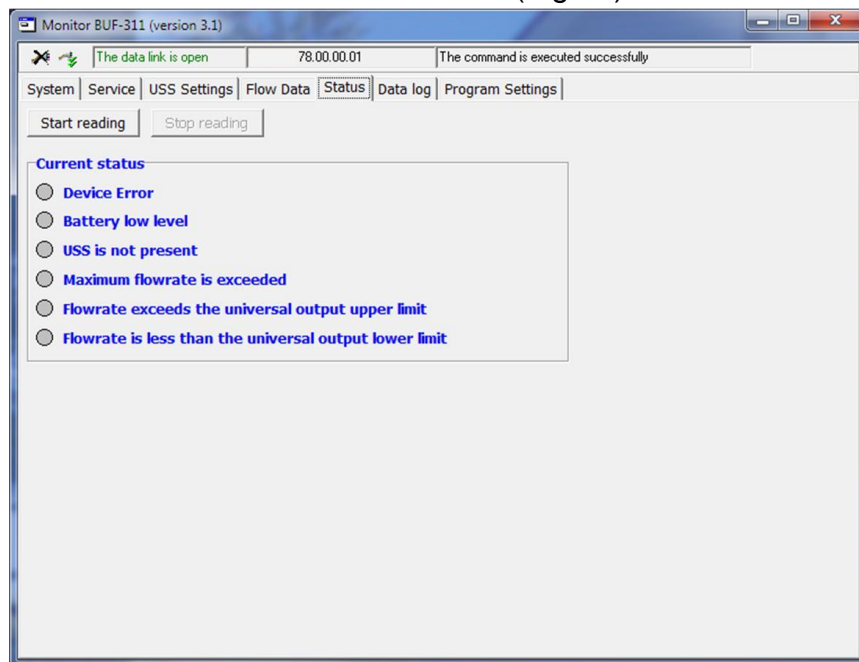 Monitor BUF-311 (version 3.1)
The data link is open 78.00.00.01 The command is executed successfully
System Service USS Settings Flow Data Status Data log Program Settings
Start reading Stop reading
Current status
Device Error
Battery low level
USS is not present
Maximum flowrate is exceeded
Flowrate exceeds the universal output upper limit
Flowrate is less than the universal output lower limit